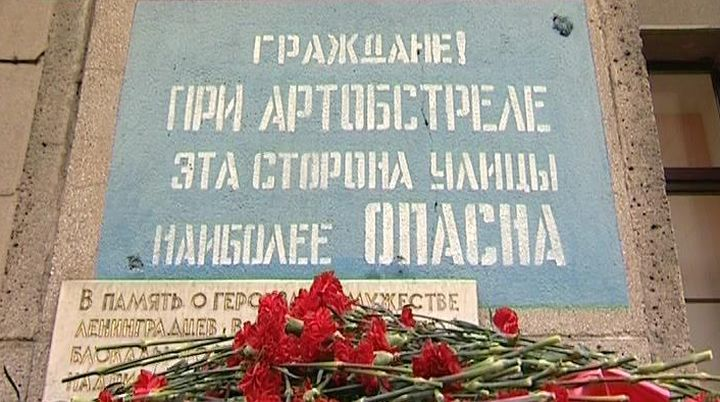 ГРАЖДАНЕ!
ПРИ АРТОБСТРЕЛЕ
ЭТА СТОРОНА УЛИЦЫ
НАИБОЛЕЕ ОПАСНА
В ПАМЯТЬ О МУЖЕСТВЕ
ЛЕНИНГРАДЦЕВ